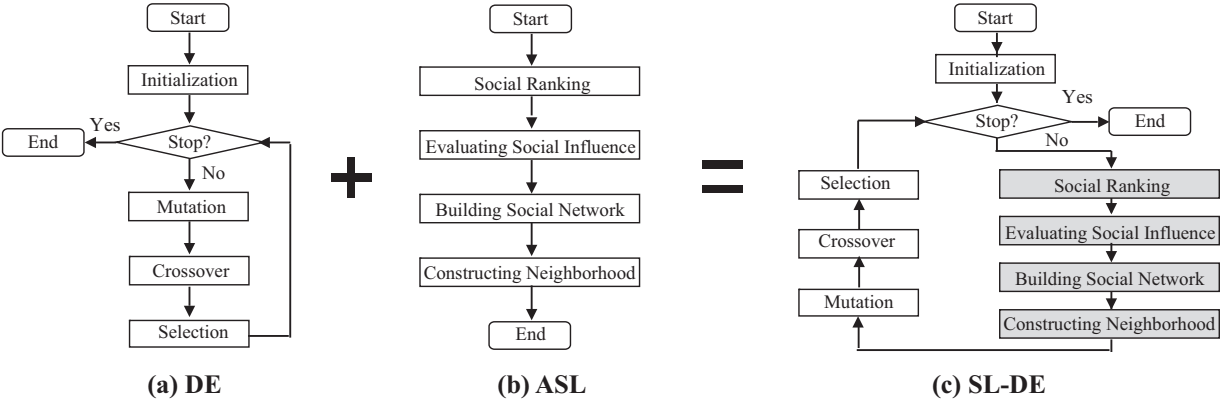 Start
Initialization
Stop?
Yes
End
No
Mutation
Crossover
Selection
(a) DE
+
Start
Social Ranking
Evaluating Social Influence
Building Social Network
Constructing Neighborhood
End
(b) ASL
=
Start
Initialization
Stop?
Yes
End
No
Social Ranking
Evaluating Social Influence
Building Social Network
Constructing Neighborhood
Mutation
Crossover
Selection
(c) SL-DE